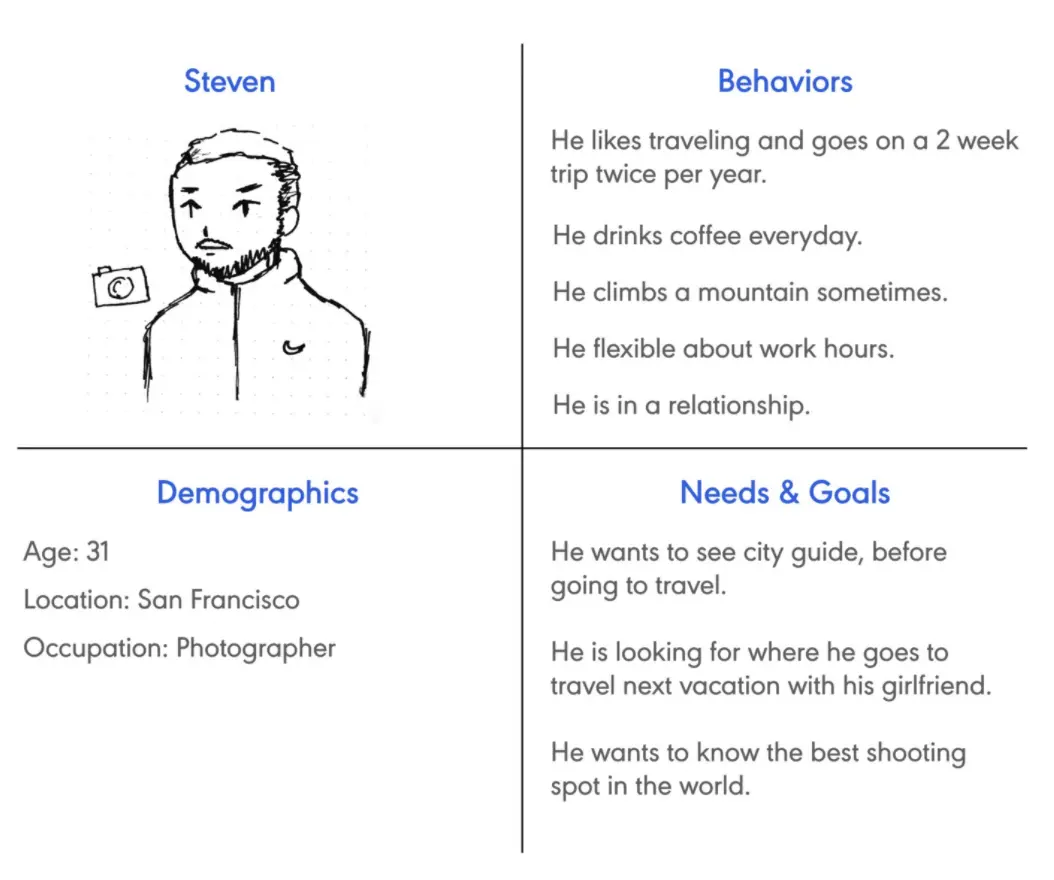 Steven
Behaviors
He likes traveling and goes on a 2 week
trip twice per year.
He drinks coffee everyday.
He climbs a mountain sometimes.
He flexible about work hours.
He is in a relationship.
Demographics
Age: 31
Location: San Francisco
Occupation: Photographer
Needs & Goals
He wants to see city guide, before
going to travel.
He is looking for where he goes to
travel next vacation with his girlfriend.
He wants to know the best shooting
spot in the world.